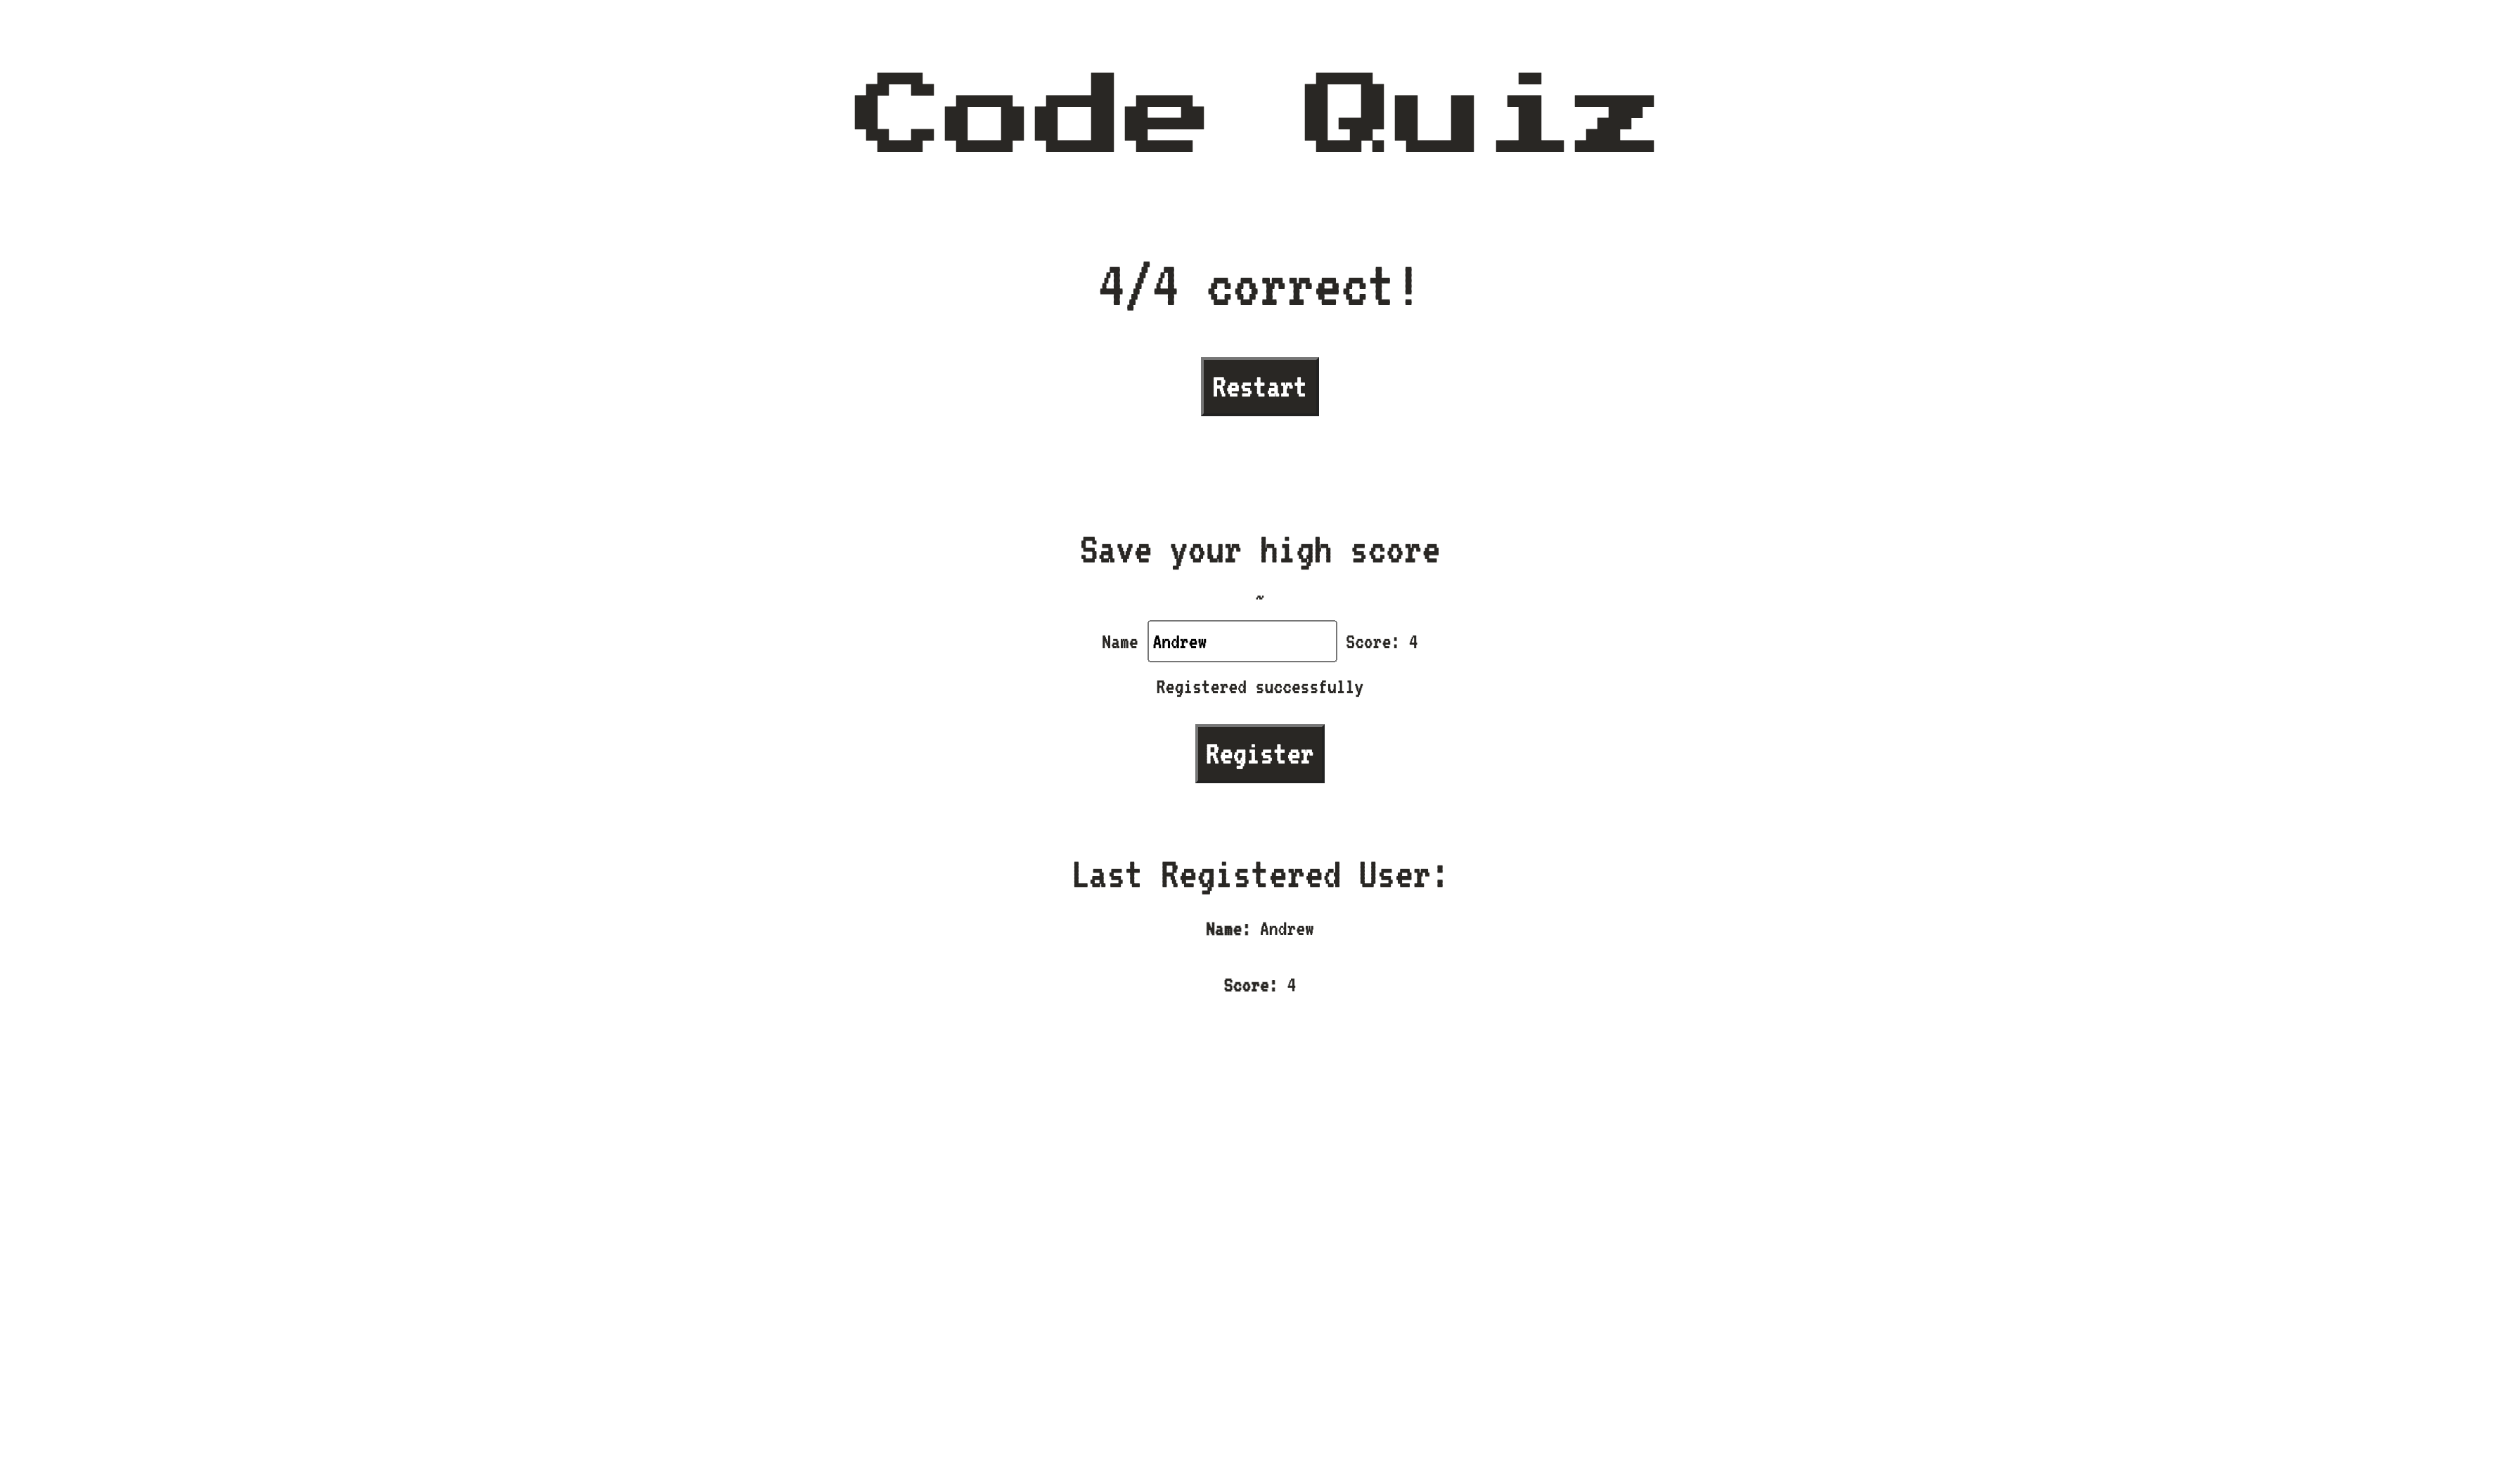 Code Quiz
4/4 correct!
Restart
Save your high score
~
Name Andrew Score: 4
Registered successfully
Register
Last Registered User:
Name: Andrew
Score: 4